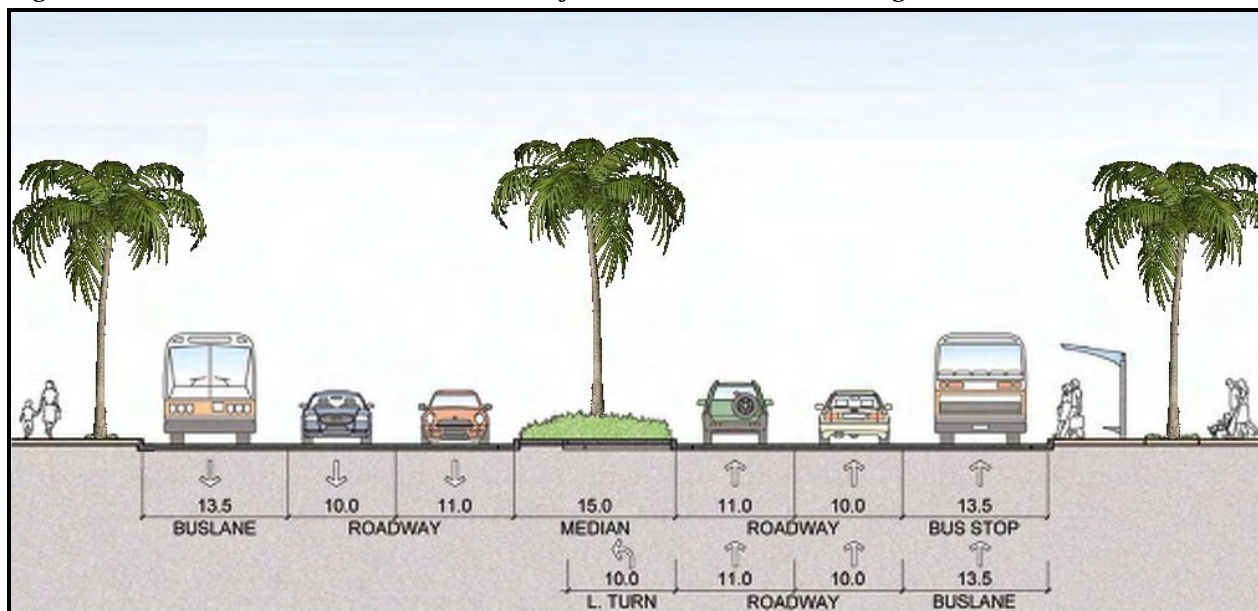 13.5 10.0 11.0 15.0 11.0 10.0 13.5
BUSLANE ROADWAY MEDIAN ROADWAY BUS STOP
10.0 11.0 10.0 13.5
L. TURN ROADWAY BUSLANE